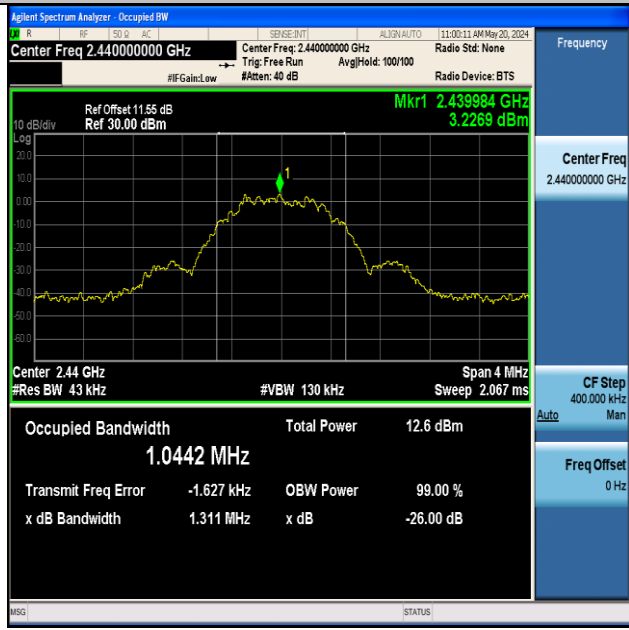 Agilent Spectrum Analyzer - Occupied BW
LXI R RF 50 Ω AC SENSE:INT ALIGN AUTO 11:00:11 AM May 20, 2024
Center Freq 2.440000000 GHz
Center Freq: 2.440000000 GHz
Radio Std: None
Trig: Free Run Avg|Hold: 100/100
#IFGain:Low #Atten: 40 dB Radio Device: BTS
Frequency
Mkr1 2.439984 GHz
3.2269 dBm
Ref Offset 11.55 dB
10 dB/div Ref 30.00 dBm
Log
20.0
10.0
0.00
-10.0
-20.0
-30.0
-40.0
-50.0
-60.0
1
Center 2.44 GHz Span 4 MHz
#Res BW 43 kHz #VBW 130 kHz Sweep 2.067 ms
Occupied Bandwidth Total Power 12.6 dBm
1.0442 MHz
Transmit Freq Error -1.627 kHz OBW Power 99.00 %
x dB Bandwidth 1.311 MHz x dB -26.00 dB
Center Freq
2.440000000 GHz
CF Step
400.000 kHz
Auto Man
Freq Offset
0 Hz
MSG STATUS